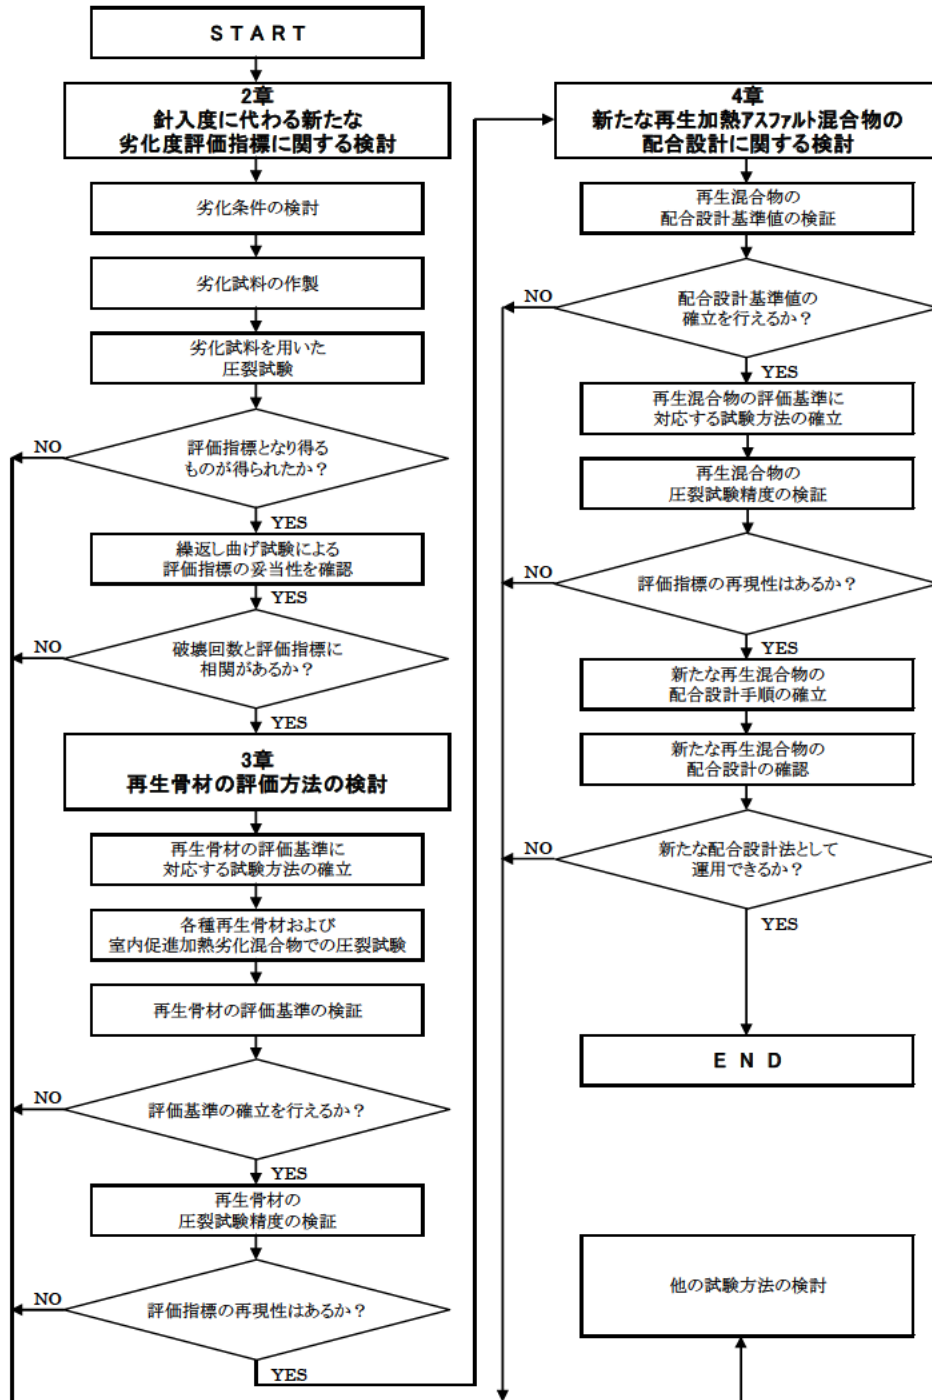 START
2章
針入度に代わる新たな
劣化度評価指標に関する検討
劣化条件の検討
劣化試料の作製
劣化試料を用いた
圧裂試験
評価指標となり得る
ものが得られたか？
NO
YES
繰返し曲げ試験による
評価指標の妥当性を確認
YES
破壊回数と評価指標に
相関があるか？
NO
YES
3章
再生骨材の評価方法の検討
再生骨材の評価基準に
対応する試験方法の確立
各種再生骨材および
室内促進加熱劣化混合物での圧裂試験
再生骨材の評価基準の検証
評価基準の確立を行えるか？
NO
YES
再生骨材の
圧裂試験精度の検証
評価指標の再現性はあるか？
NO
YES
4章
新たな再生加熱アスファルト混合物の
配合設計に関する検討
再生混合物の
配合設計基準値の検証
配合設計基準値の
確立を行えるか？
NO
YES
再生混合物の評価基準に
対応する試験方法の確立
再生混合物の
圧裂試験精度の検証
評価指標の再現性はあるか？
NO
YES
新たな再生混合物の
配合設計手順の確立
新たな再生混合物の
配合設計の確認
新たな配合設計法として
運用できるか？
NO
YES
END
他の試験方法の検討